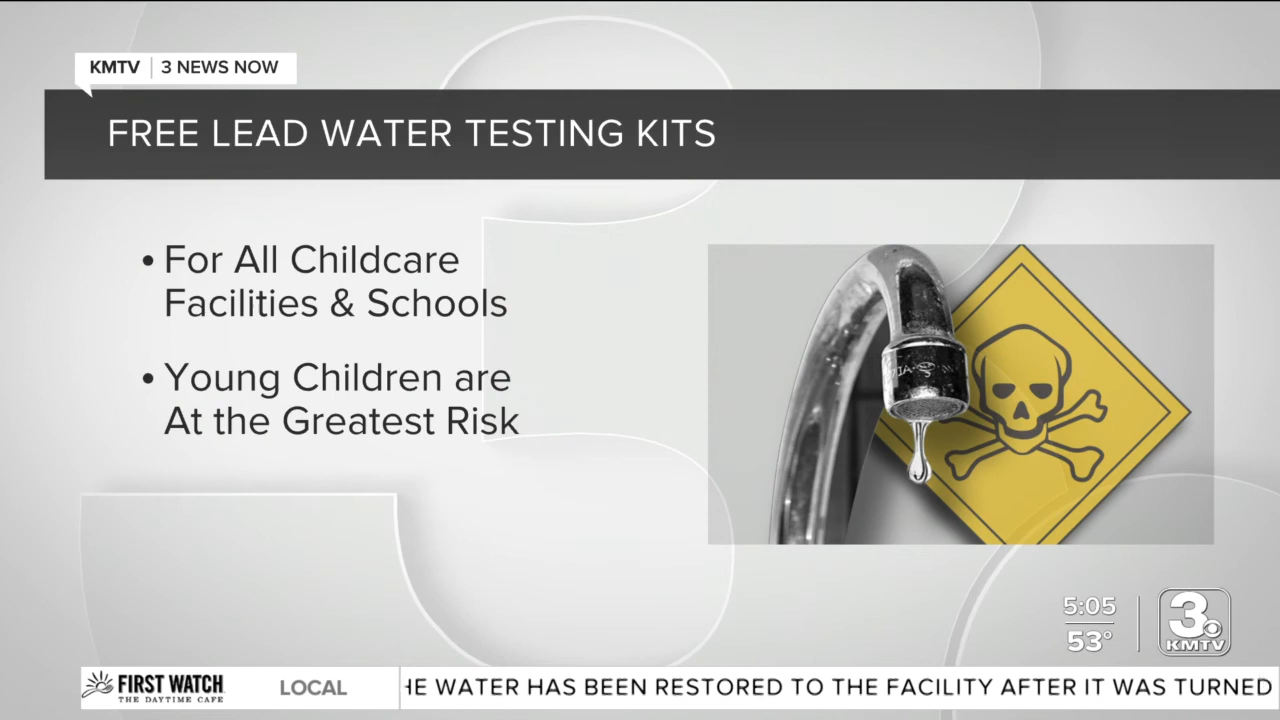 KMTV | 3 NEWS NOW
FREE LEAD WATER TESTING KITS
• For All Childcare
Facilities & Schools
• Young Children are
At the Greatest Risk
5:05
53°
3
KMTV
FIRST WATCH
THE DAYTIME CAFE
LOCAL
HE WATER HAS BEEN RESTORED TO THE FACILITY AFTER IT WAS TURNED